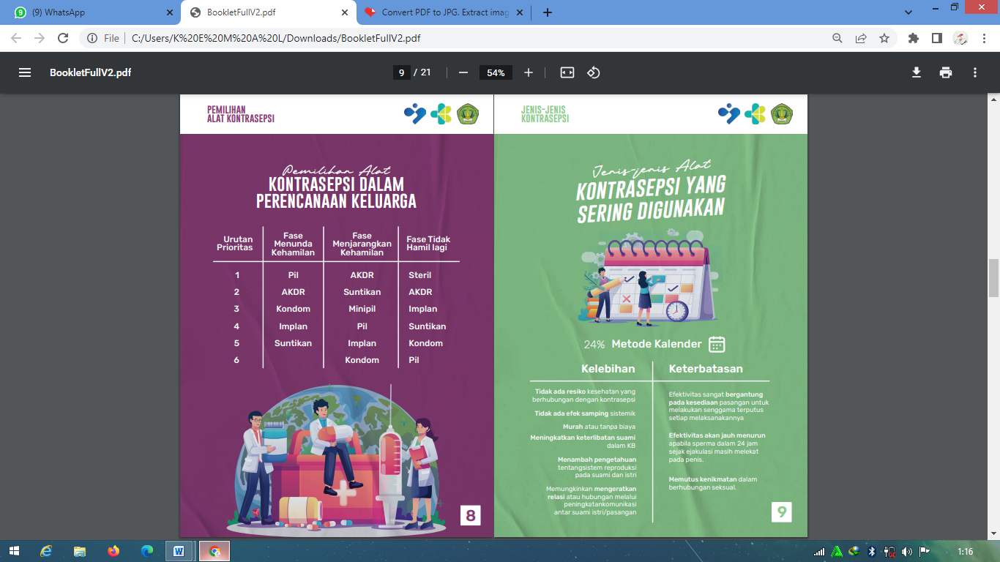 (9) WhatsApp
BookletFullV2.pdf
Convert PDF to JPG. Extract imag
File
C:/Users/K%20E%20M%20A%20L/Downloads/BookletFullV2.pdf
BookletFullV2.pdf
9 / 21
54%
PEMILIHAN
ALAT KONTRASEPSI
Pemilihan Alat
KONTRASEPSI DALAM
PERENCANAAN KELUARGA
Urutan Prioritas
Fase Menunda Kehamilan
Fase Menjarangkan Kehamilan
Fase Tidak Hamil lagi
1 Pil AKDR Steril
2 AKDR Suntikan AKDR
3 Kondom Minipil Implan
4 Implan Pil Suntikan
5 Suntikan Implan Kondom
6 Kondom Pil
8
JENIS-JENIS
KONTRASEPSI
Jenis-jenis Alat
KONTRASEPSI YANG
SERING DIGUNAKAN
24% Metode Kalender
Kelebihan
Tidak ada resiko kesehatan yang
berhubungan dengan kontrasepsi
Tidak ada efek samping sistemik
Murah atau tanpa biaya
Meningkatkan keterlibatan suami
dalam KB
Menambah pengetahuan
tentangsistem reproduksi
pada suami dan istri
Memungkinkan mengeratkan
relasi atau hubungan melalui
peningkatankomunikasi
antar suami istri/pasangan
Keterbatasan
Efektivitas sangat bergantung
pada kesediaan pasangan untuk
melakukan senggama terputus
setiap melaksanakannya
Efektivitas akan jauh menurun
apabila sperma dalam 24 jam
sejak ejakulasi masih melekat
pada penis.
Memutus kenikmatan dalam
berhubungan seksual.
9
1:16